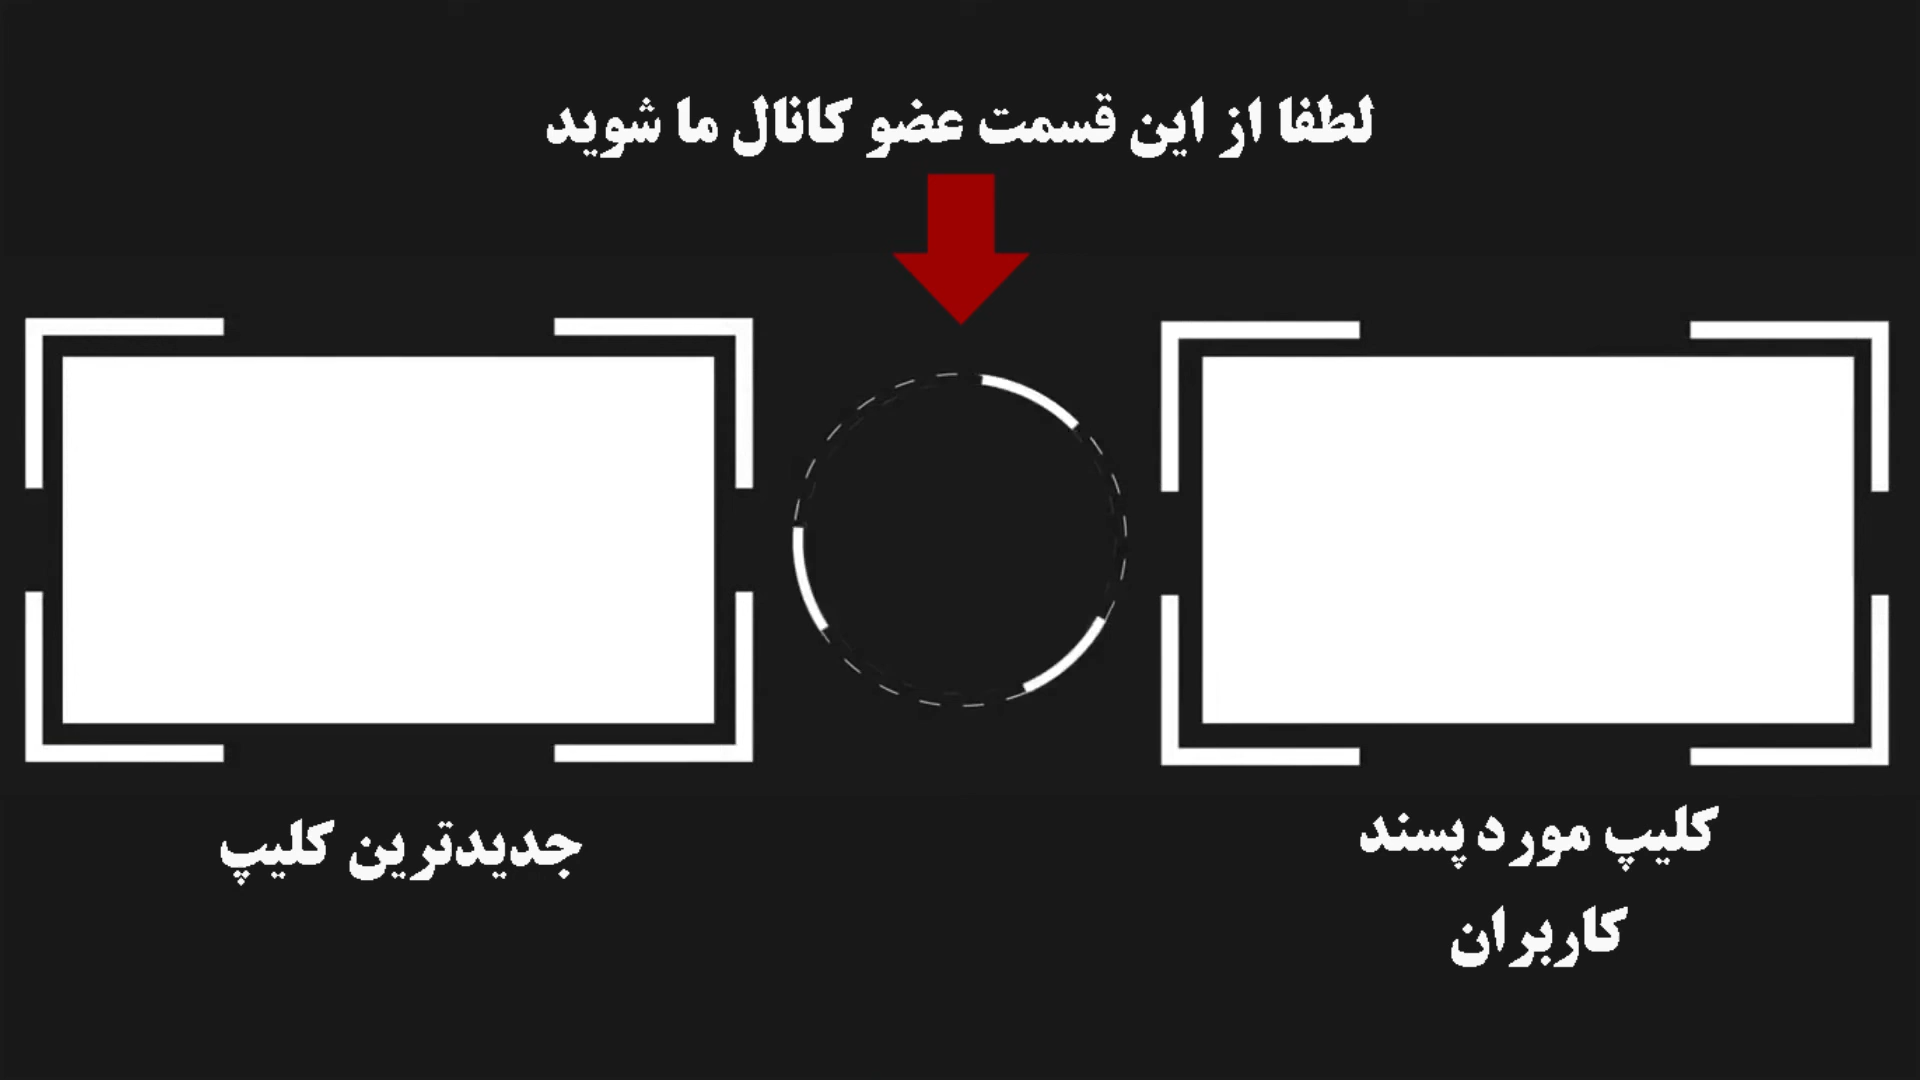 لطفا از این قسمت عضو کانال ما شوید
کلیپ مورد پسند
کاربران
جدیدترین کلیپ